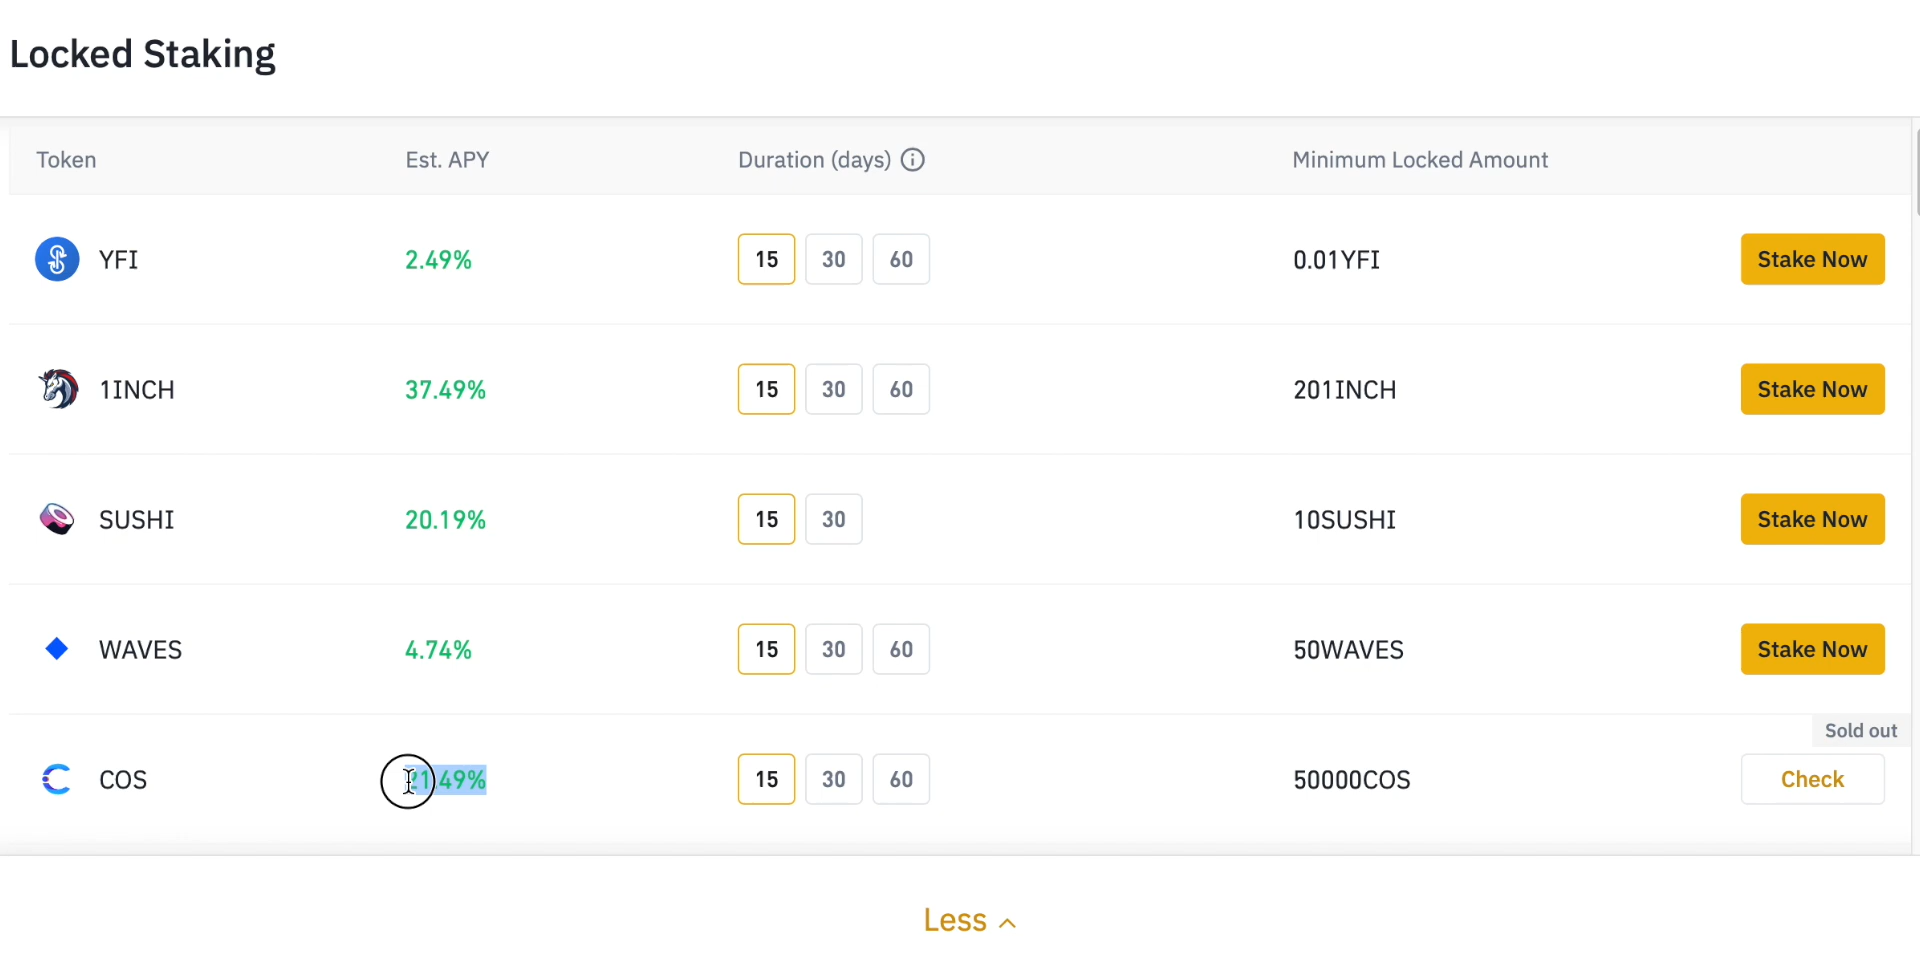 Locked Staking
Token Est. APY Duration (days) Minimum Locked Amount
YFI 2.49% 15 30 60 0.01YFI Stake Now
1INCH 37.49% 15 30 60 201INCH Stake Now
SUSHI 20.19% 15 30 10SUSHI Stake Now
WAVES 4.74% 15 30 60 50WAVES Stake Now
Sold out
COS 21.49% 15 30 60 50000COS Check
Less